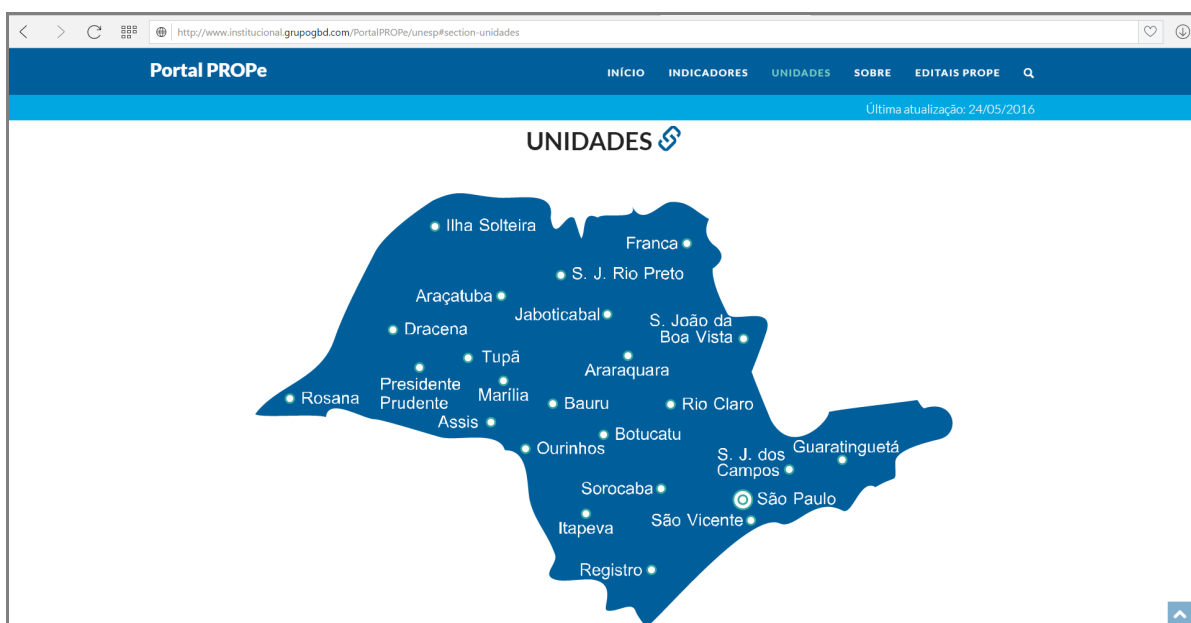 http://www.institucional.grupogbd.com/PortalPROPe/unesp#section-unidades
Portal PROPe
INÍCIO INDICADORES UNIDADES SOBRE EDITAIS PROPE
Última atualização: 24/05/2016
UNIDADES
Ilha Solteira
Franca
S. J. Rio Preto
Araçatuba
Jaboticabal
S. João da
Boa Vista
Dracena
Tupã
Araraquara
Presidente
Prudente
Marília
Rosana
Bauru
Rio Claro
Assis
Botucatu
Ourinhos
Guaratinguetá
S. J. dos
Campos
Sorocaba
São Paulo
Itapeva
São Vicente
Registro